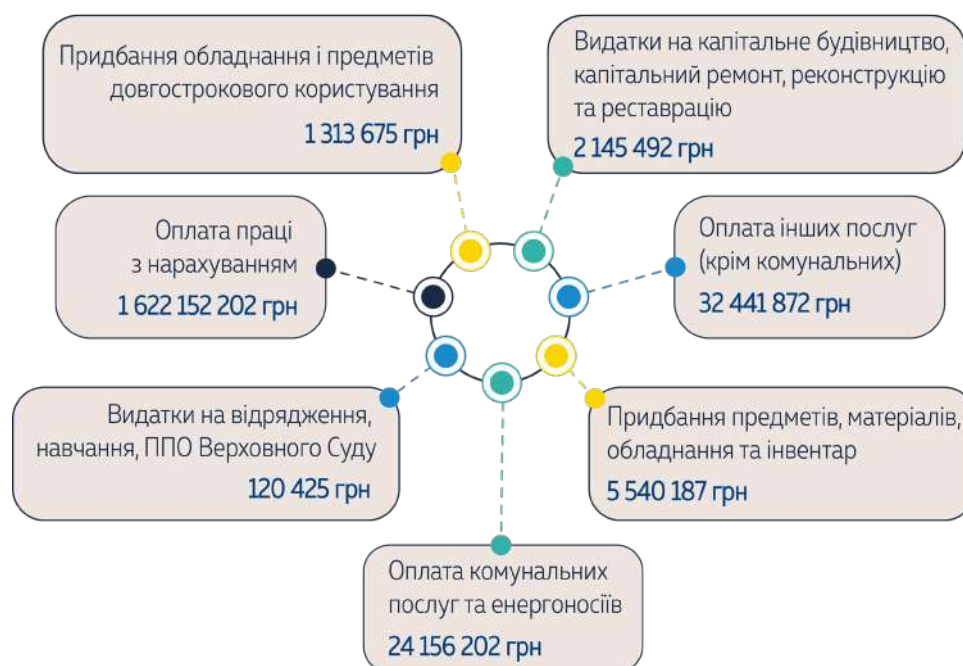 Придбання обладнання і предметів
довгострокового користування
1 313 675 грн
Видатки на капітальне будівництво,
капітальний ремонт, реконструкцію
та реставрацію
2 145 492 грн
Оплата праці
з нарахуванням
1 622 152 202 грн
Оплата інших послуг
(крім комунальних)
32 441 872 грн
Видатки на відрядження,
навчання, ППО Верховного Суду
120 425 грн
Придбання предметів, матеріалів,
обладнання та інвентар
5 540 187 грн
Оплата комунальних
послуг та енергоносіїв
24 156 202 грн